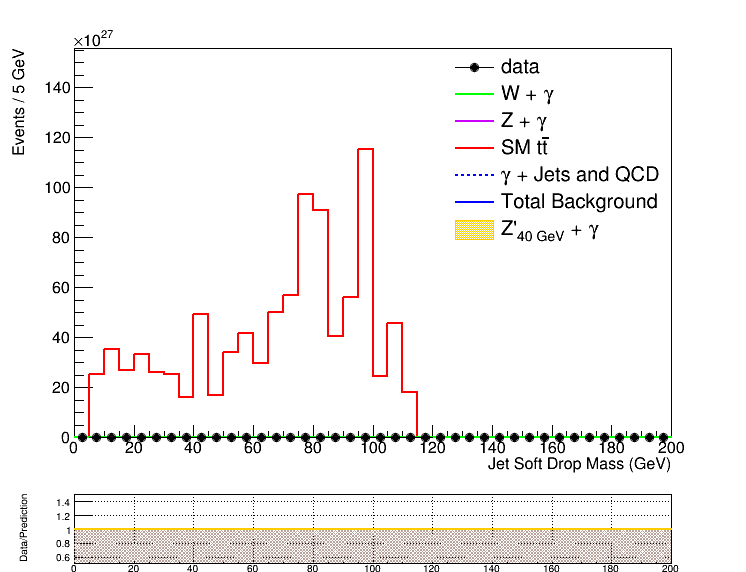 ×10²⁷
Events / 5 GeV
140
120
100
80
60
40
20
0
data
W + γ
Z + γ
SM tt̄
γ + Jets and QCD
Total Background
Z'₄₀ GeV + γ
0 20 40 60 80 100 120 140 160 180 200
Jet Soft Drop Mass (GeV)
Data/Prediction
1.4
1.2
1
0.8
0.6
0 20 40 60 80 100 120 140 160 180 200